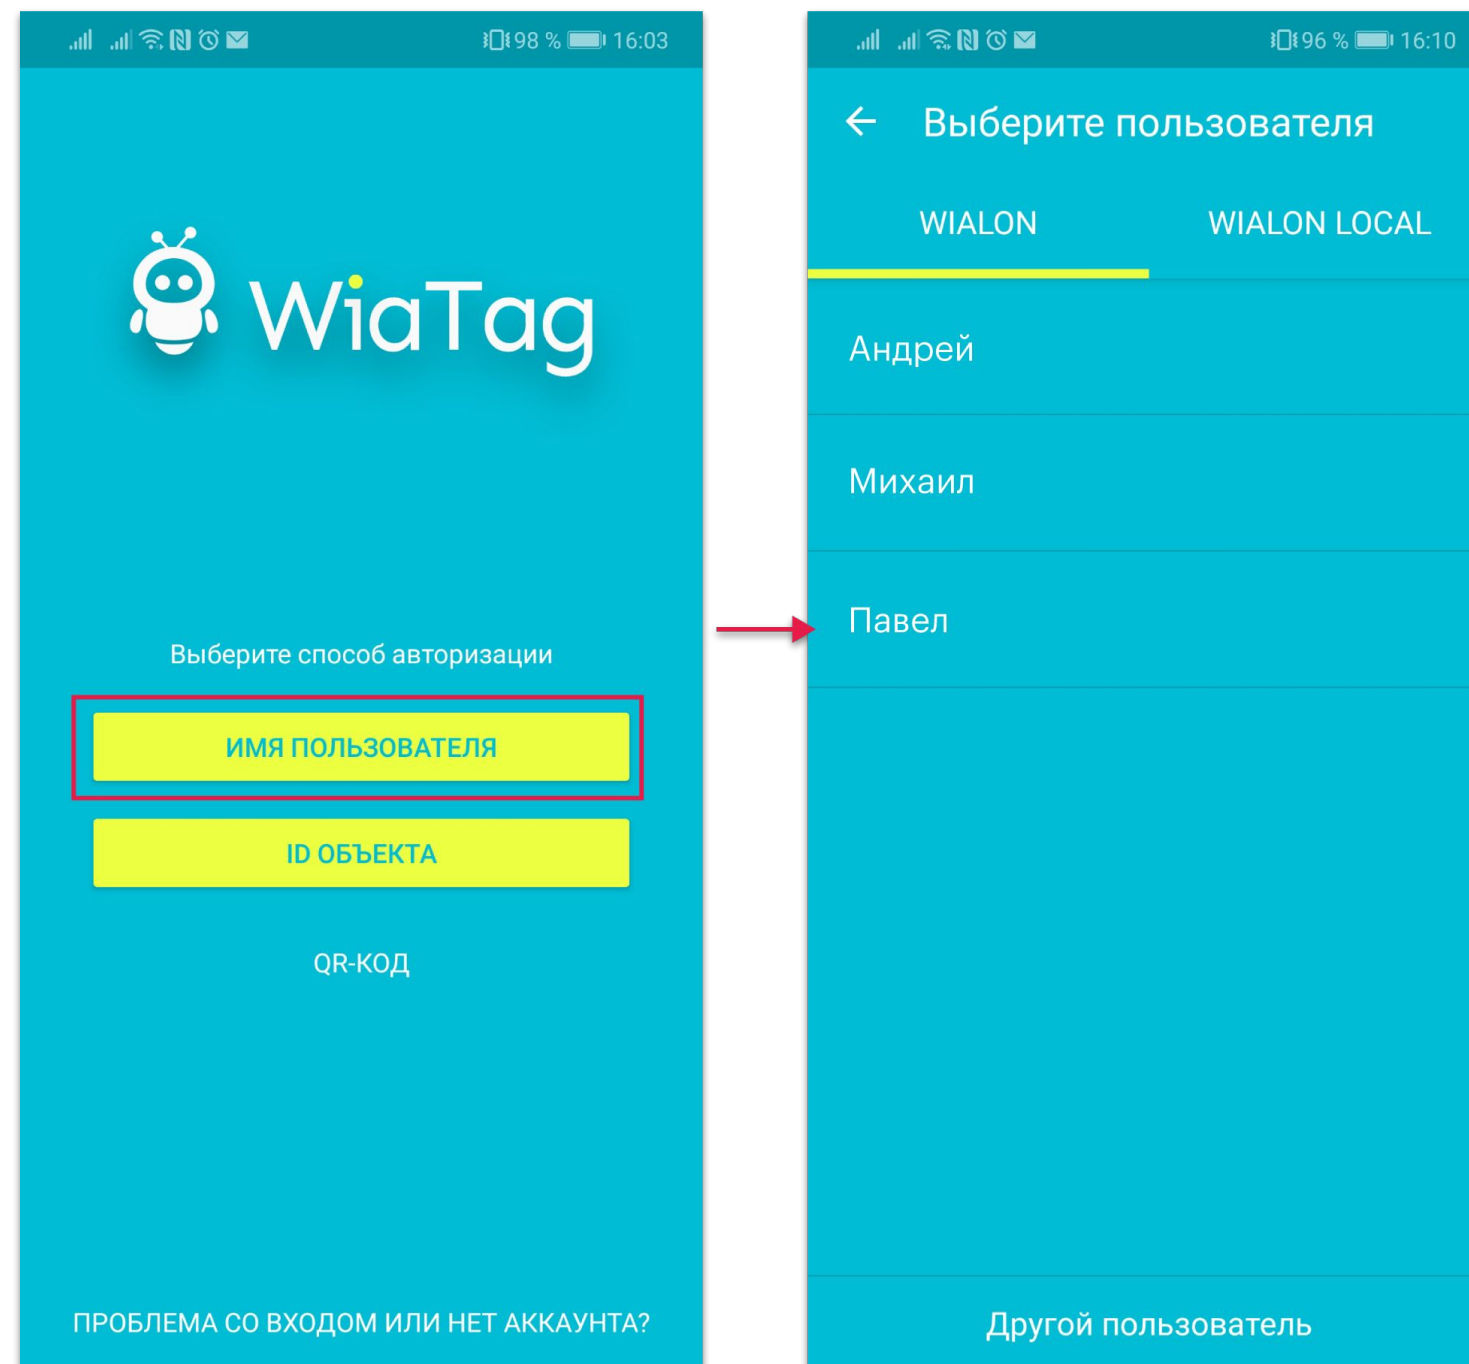 98 % 16:03
WiaTag
Выберите способ авторизации
ИМЯ ПОЛЬЗОВАТЕЛЯ
ID ОБЪЕКТА
QR-КОД
ПРОБЛЕМА СО ВХОДОМ ИЛИ НЕТ АККАУНТА?
96 % 16:10
Выберите пользователя
WIALON WIALON LOCAL
Андрей
Михаил
Павел
Другой пользователь